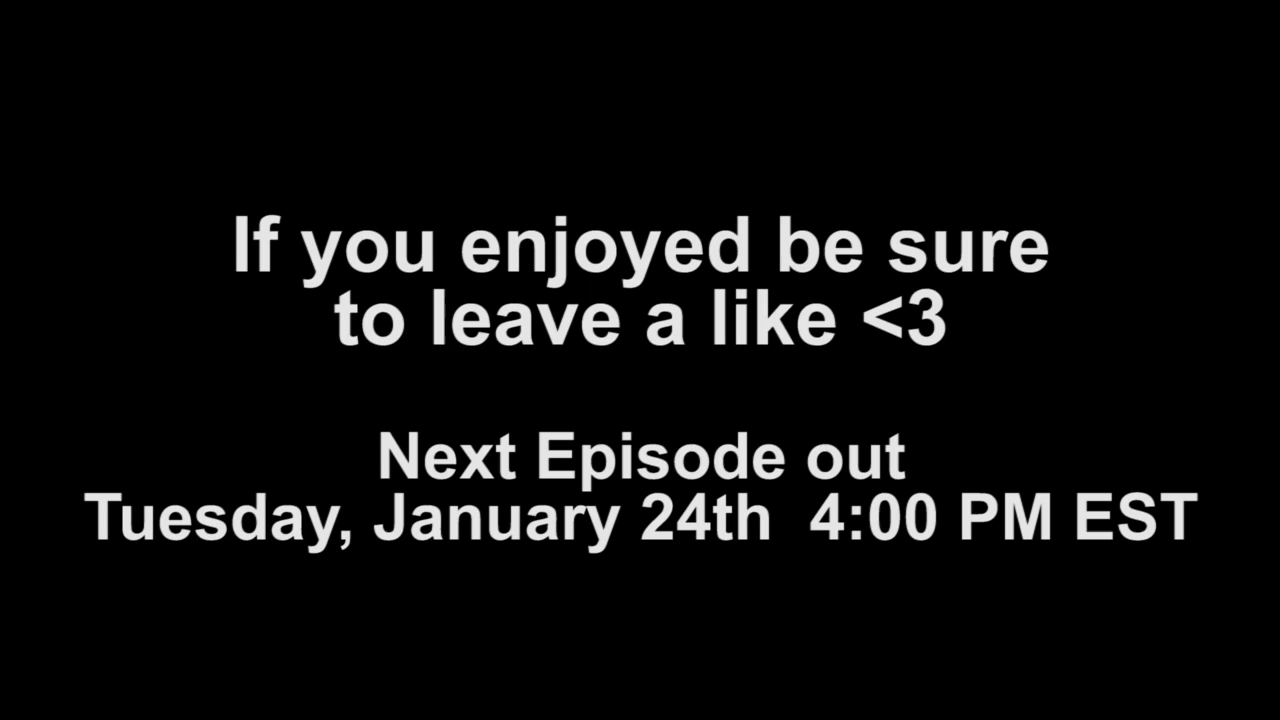 If you enjoyed be sure
to leave a like <3
Next Episode out
Tuesday, January 24th  4:00 PM EST